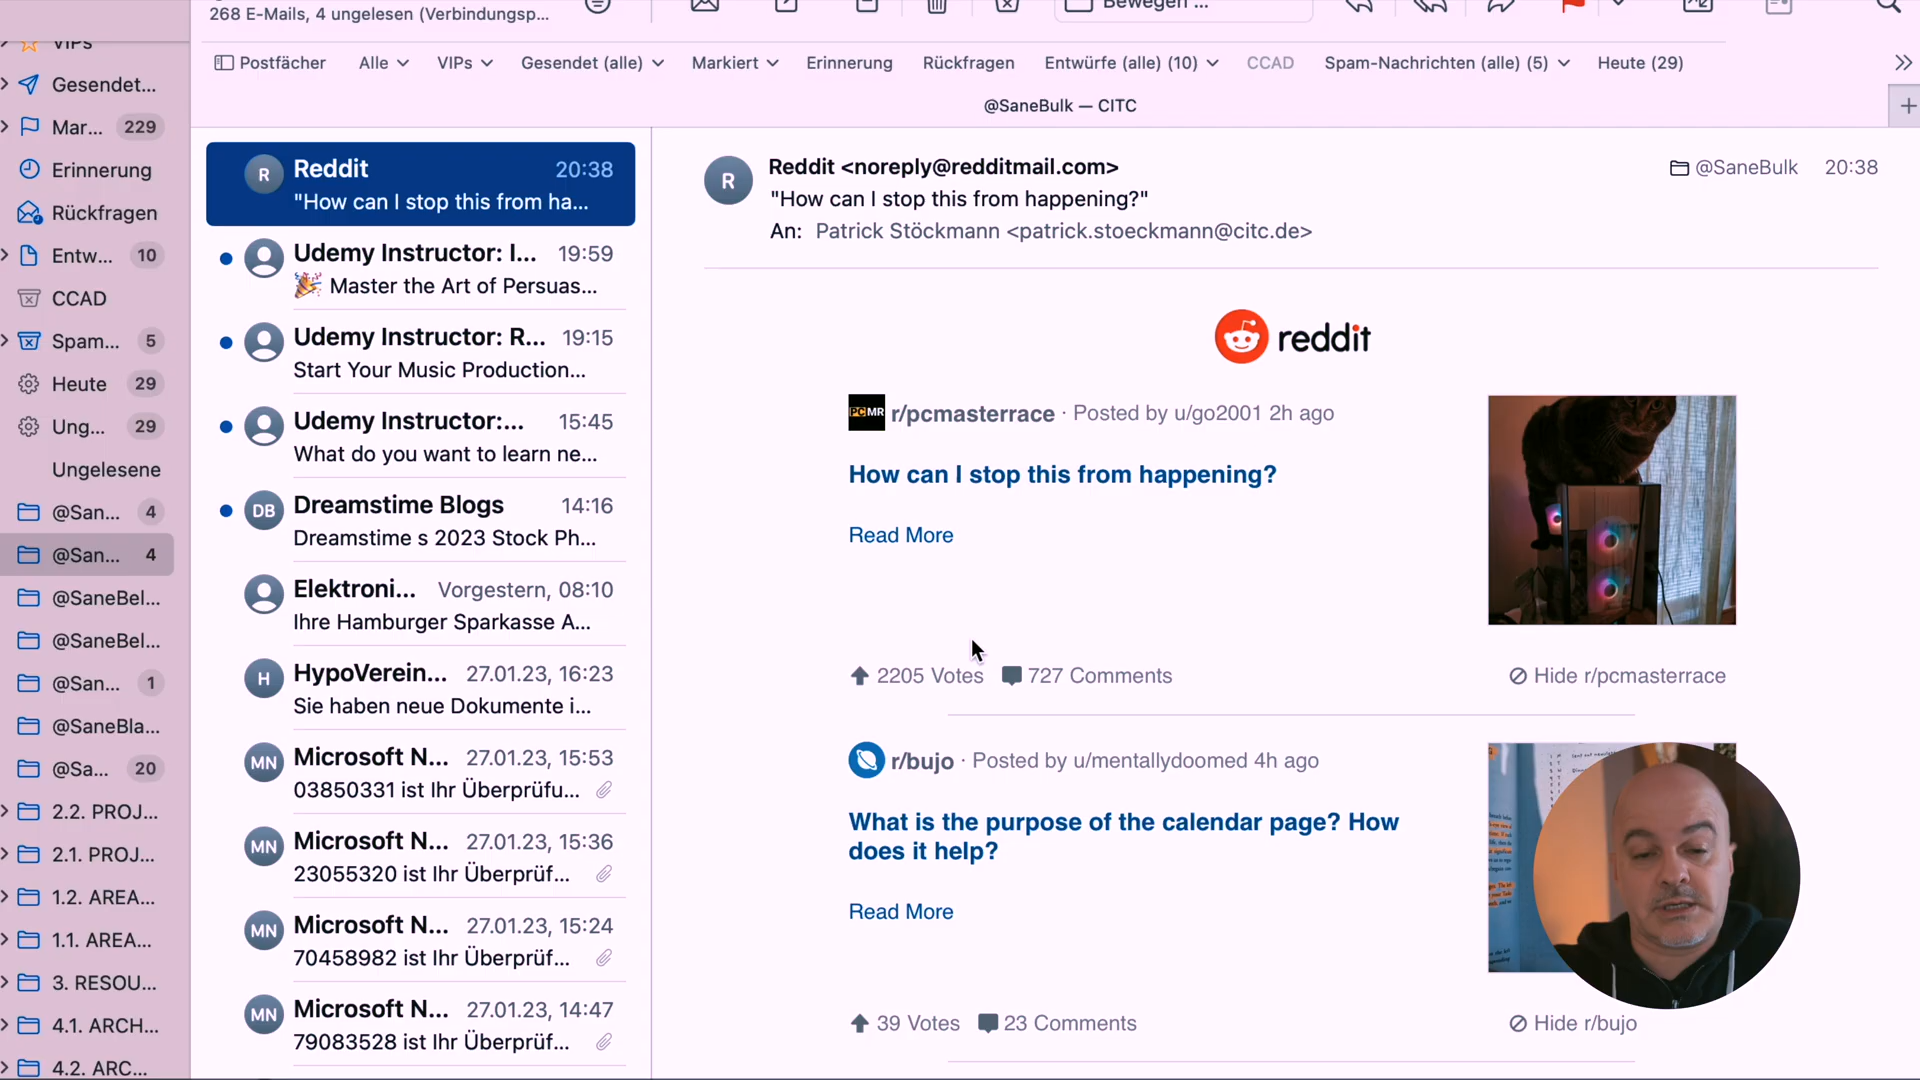 268 E-Mails, 4 ungelesen (Verbindungsp...
Bewegen ...
Postfächer
Alle
VIPs
Gesendet (alle)
Markiert
Erinnerung
Rückfragen
Entwürfe (alle) (10)
CCAD
Spam-Nachrichten (alle) (5)
Heute (29)
@SaneBulk — CITC
VIPs
Gesendet...
Mar... 229
Erinnerung
Rückfragen
Entw... 10
CCAD
Spam... 5
Heute 29
Ung... 29
Ungelesene
@San... 4
@San... 4
@SaneBel...
@SaneBel...
@San... 1
@SaneBla...
@Sa... 20
2.2. PROJ...
2.1. PROJ...
1.2. AREA...
1.1. AREA...
3. RESOU...
4.1. ARCH...
4.2. ARC...
R
Reddit 20:38
"How can I stop this from ha...
Udemy Instructor: I... 19:59
🎉 Master the Art of Persuas...
Udemy Instructor: R... 19:15
Start Your Music Production...
Udemy Instructor:... 15:45
What do you want to learn ne...
DB
Dreamstime Blogs 14:16
Dreamstime s 2023 Stock Ph...
Elektroni... Vorgestern, 08:10
Ihre Hamburger Sparkasse A...
H
HypoVerein... 27.01.23, 16:23
Sie haben neue Dokumente i...
MN
Microsoft N... 27.01.23, 15:53
03850331 ist Ihr Überprüfu...
MN
Microsoft N... 27.01.23, 15:36
23055320 ist Ihr Überprüf...
MN
Microsoft N... 27.01.23, 15:24
70458982 ist Ihr Überprüf...
MN
Microsoft N... 27.01.23, 14:47
79083528 ist Ihr Überprüf...
R
Reddit <noreply@redditmail.com>
@SaneBulk 20:38
"How can I stop this from happening?"
An: Patrick Stöckmann <patrick.stoeckmann@citc.de>
reddit
PCMR r/pcmasterrace · Posted by u/go2001 2h ago
How can I stop this from happening?
Read More
2205 Votes 727 Comments
Hide r/pcmasterrace
r/bujo · Posted by u/mentallydoomed 4h ago
What is the purpose of the calendar page? How
does it help?
Read More
39 Votes 23 Comments
Hide r/bujo